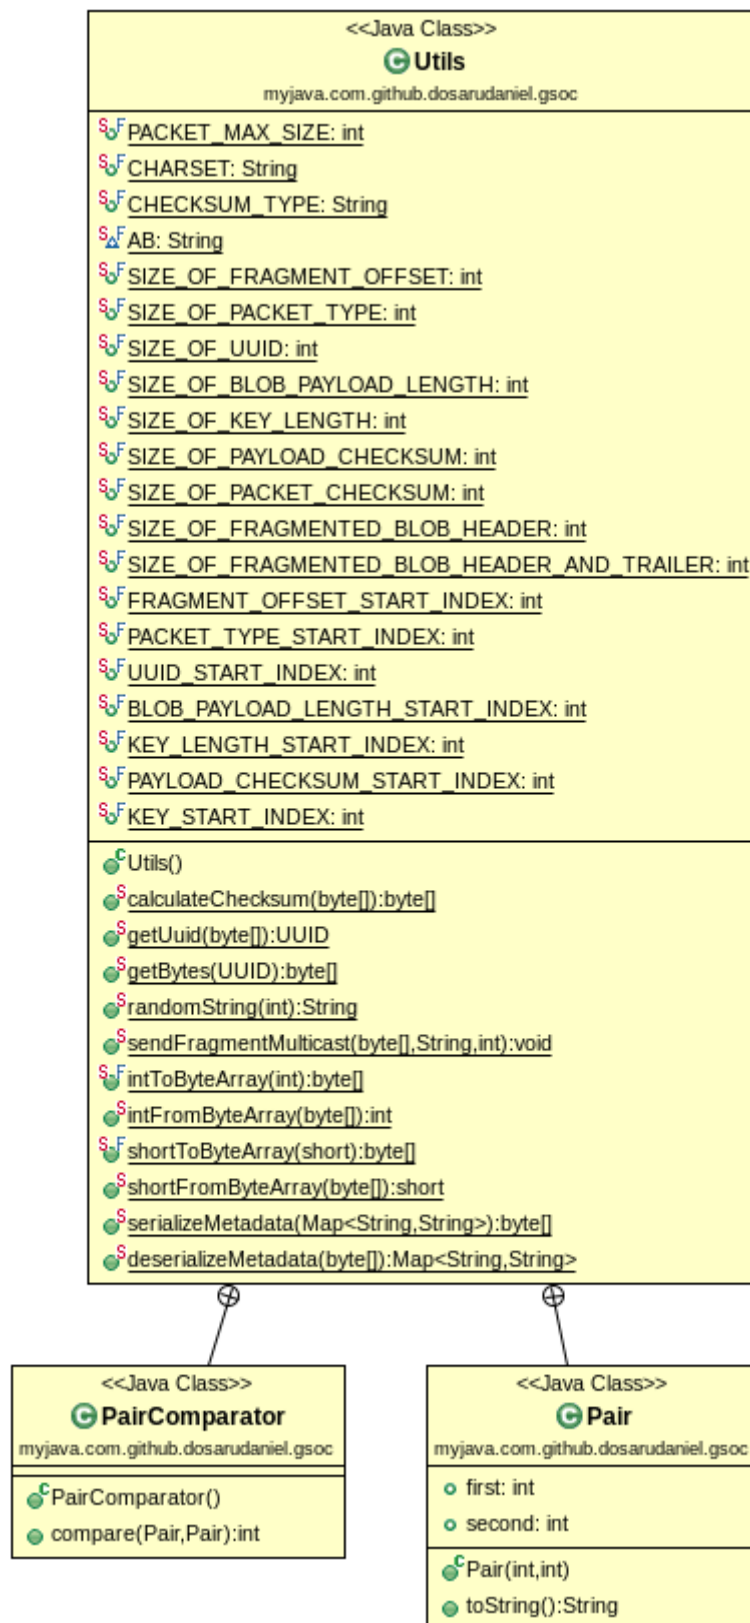 <<Java Class>>
Utils
myjava.com.github.dosarudaniel.gsoc
PACKET_MAX_SIZE: int
CHARSET: String
CHECKSUM_TYPE: String
AB: String
SIZE_OF_FRAGMENT_OFFSET: int
SIZE_OF_PACKET_TYPE: int
SIZE_OF_UUID: int
SIZE_OF_BLOB_PAYLOAD_LENGTH: int
SIZE_OF_KEY_LENGTH: int
SIZE_OF_PAYLOAD_CHECKSUM: int
SIZE_OF_PACKET_CHECKSUM: int
SIZE_OF_FRAGMENTED_BLOB_HEADER: int
SIZE_OF_FRAGMENTED_BLOB_HEADER_AND_TRAILER: int
FRAGMENT_OFFSET_START_INDEX: int
PACKET_TYPE_START_INDEX: int
UUID_START_INDEX: int
BLOB_PAYLOAD_LENGTH_START_INDEX: int
KEY_LENGTH_START_INDEX: int
PAYLOAD_CHECKSUM_START_INDEX: int
KEY_START_INDEX: int
Utils()
calculateChecksum(byte[]):byte[]
getUuid(byte[]):UUID
getBytes(UUID):byte[]
randomString(int):String
sendFragmentMulticast(byte[],String,int):void
intToByteArray(int):byte[]
intFromByteArray(byte[]):int
shortToByteArray(short):byte[]
shortFromByteArray(byte[]):short
serializeMetadata(Map<String,String>):byte[]
deserializeMetadata(byte[]):Map<String,String>
<<Java Class>>
PairComparator
myjava.com.github.dosarudaniel.gsoc
PairComparator()
compare(Pair,Pair):int
<<Java Class>>
Pair
myjava.com.github.dosarudaniel.gsoc
first: int
second: int
Pair(int,int)
toString():String